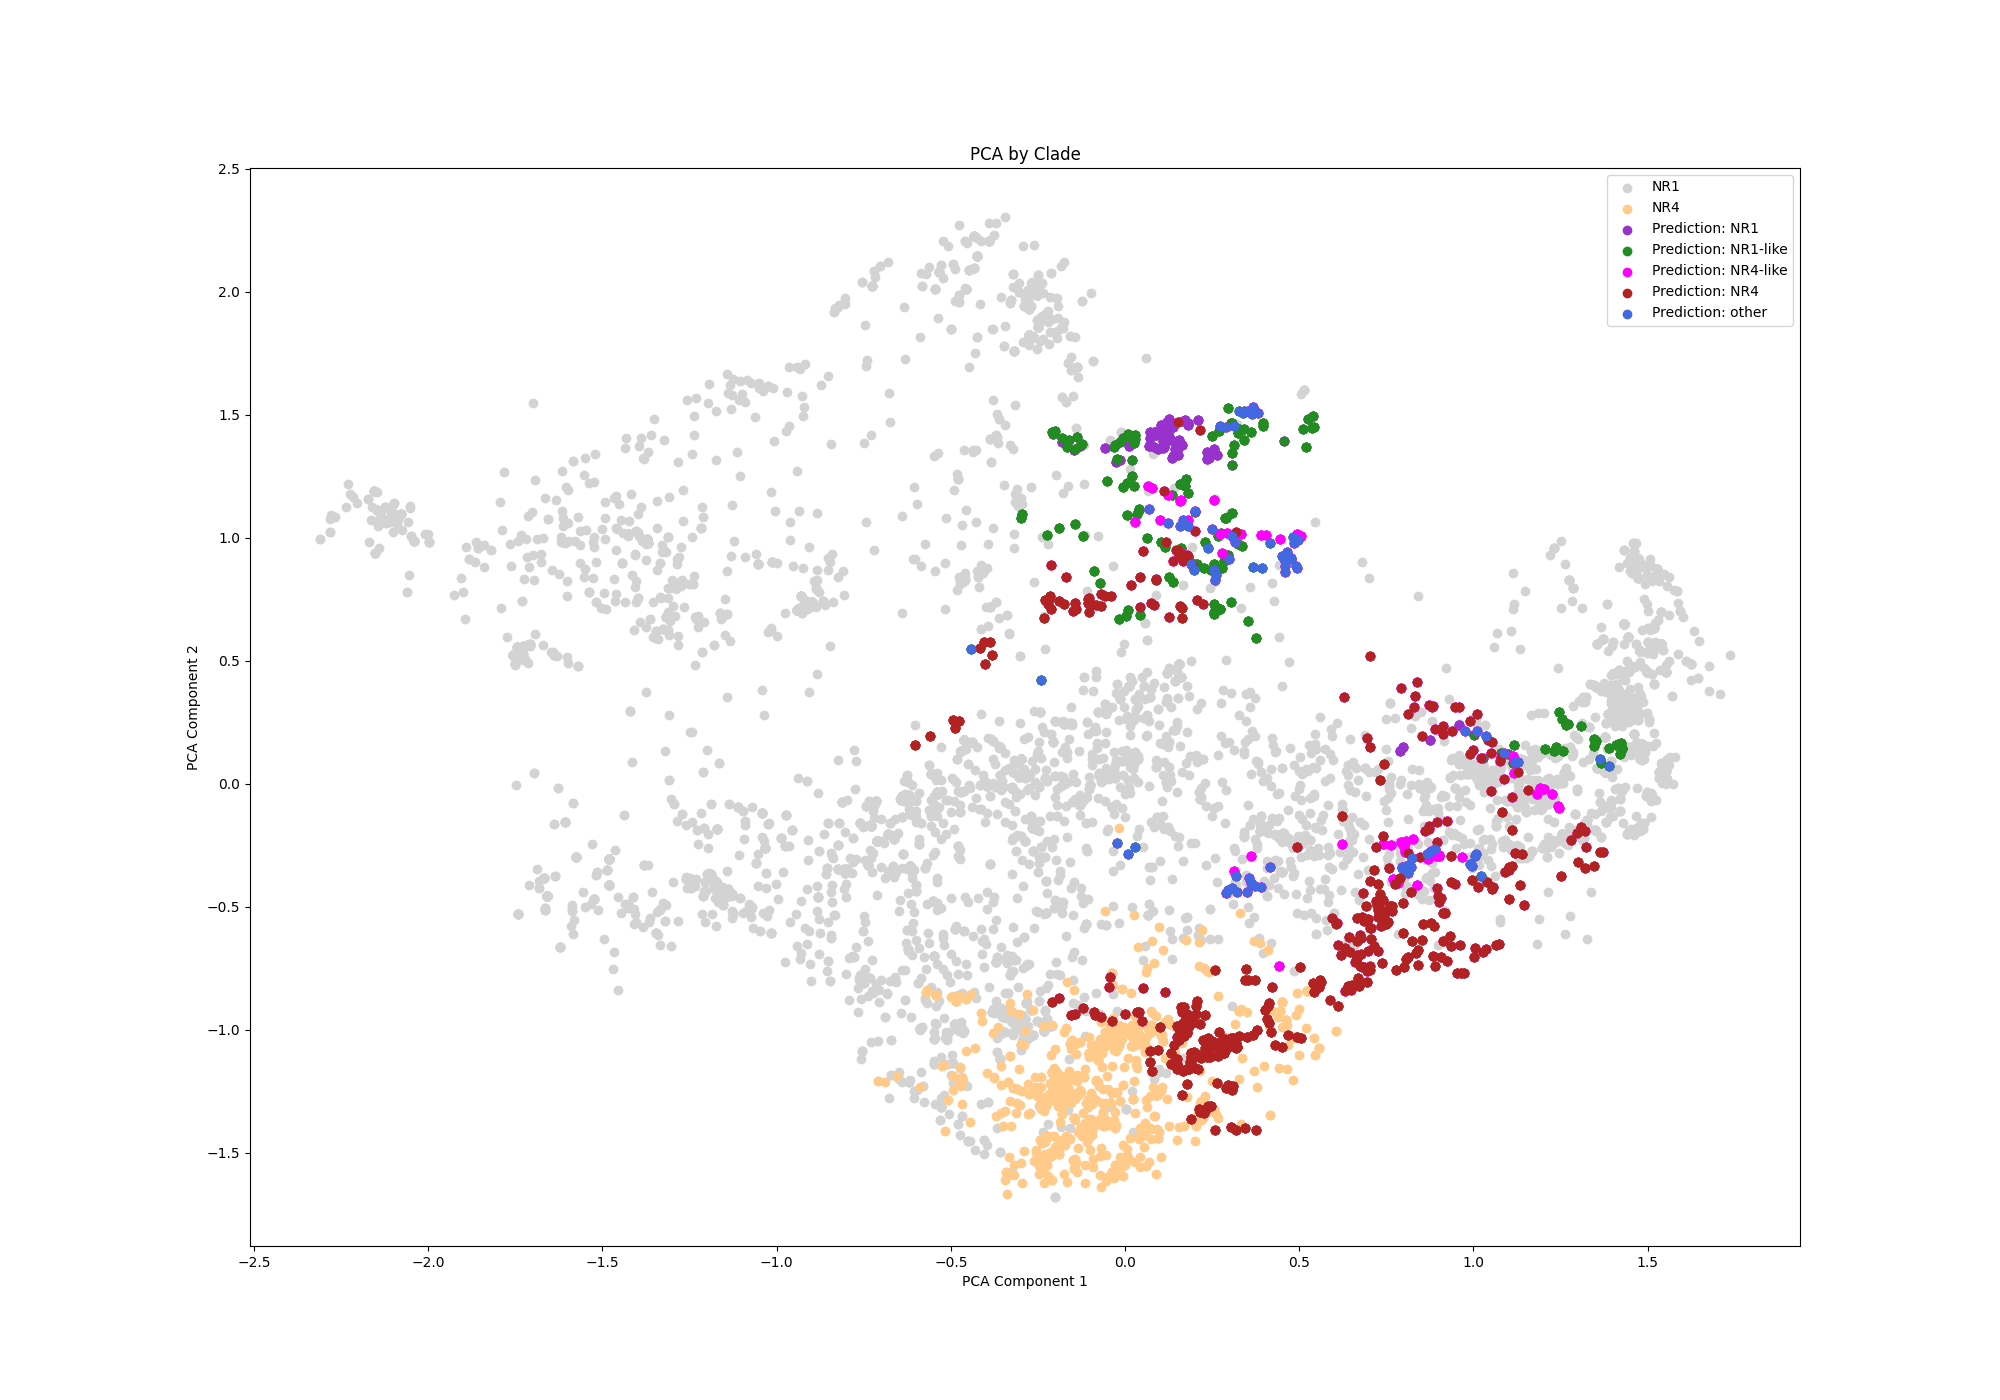 PCA by Clade
NR1
NR4
Prediction: NR1
Prediction: NR1-like
Prediction: NR4-like
Prediction: NR4
Prediction: other
PCA Component 2
2.5
2.0
1.5
1.0
0.5
0.0
−0.5
−1.0
−1.5
−2.5
−2.0
−1.5
−1.0
−0.5
0.0
0.5
1.0
1.5
PCA Component 1